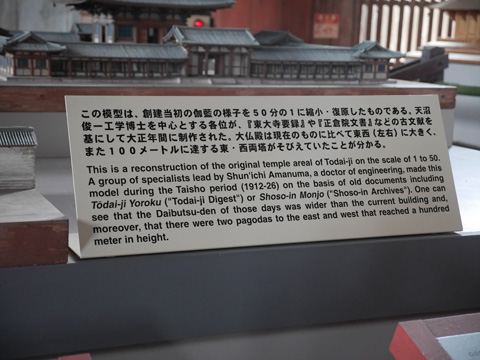 この模型は、創建当初の伽藍の様子を５０分の１に縮小・復原したものである。天沼
俊一工学博士を中心とする各位が、『東大寺要録』や『正倉院文書』などの古文献を
基にして大正年間に制作された。大仏殿は現在のものに比べて東西（左右）に大きく、
また１００メートルに達する東・西両塔がそびえていたことが分かる。
This is a reconstruction of the original temple areal of Todai-ji on the scale of 1 to 50.
A group of specialists lead by Shun'ichi Amanuma, a doctor of engineering, made this
model during the Taisho period (1912-26) on the basis of old documents including
Tōdai-ji Yoroku ("Todai-ji Digest") or Shoso-in Monjo ("Shoso-in Archives"). One can
see that the Daibutsu-den of those days was wider than the current building and,
moreover, that there were two pagodas to the east and west that reached a hundred
meter in height.